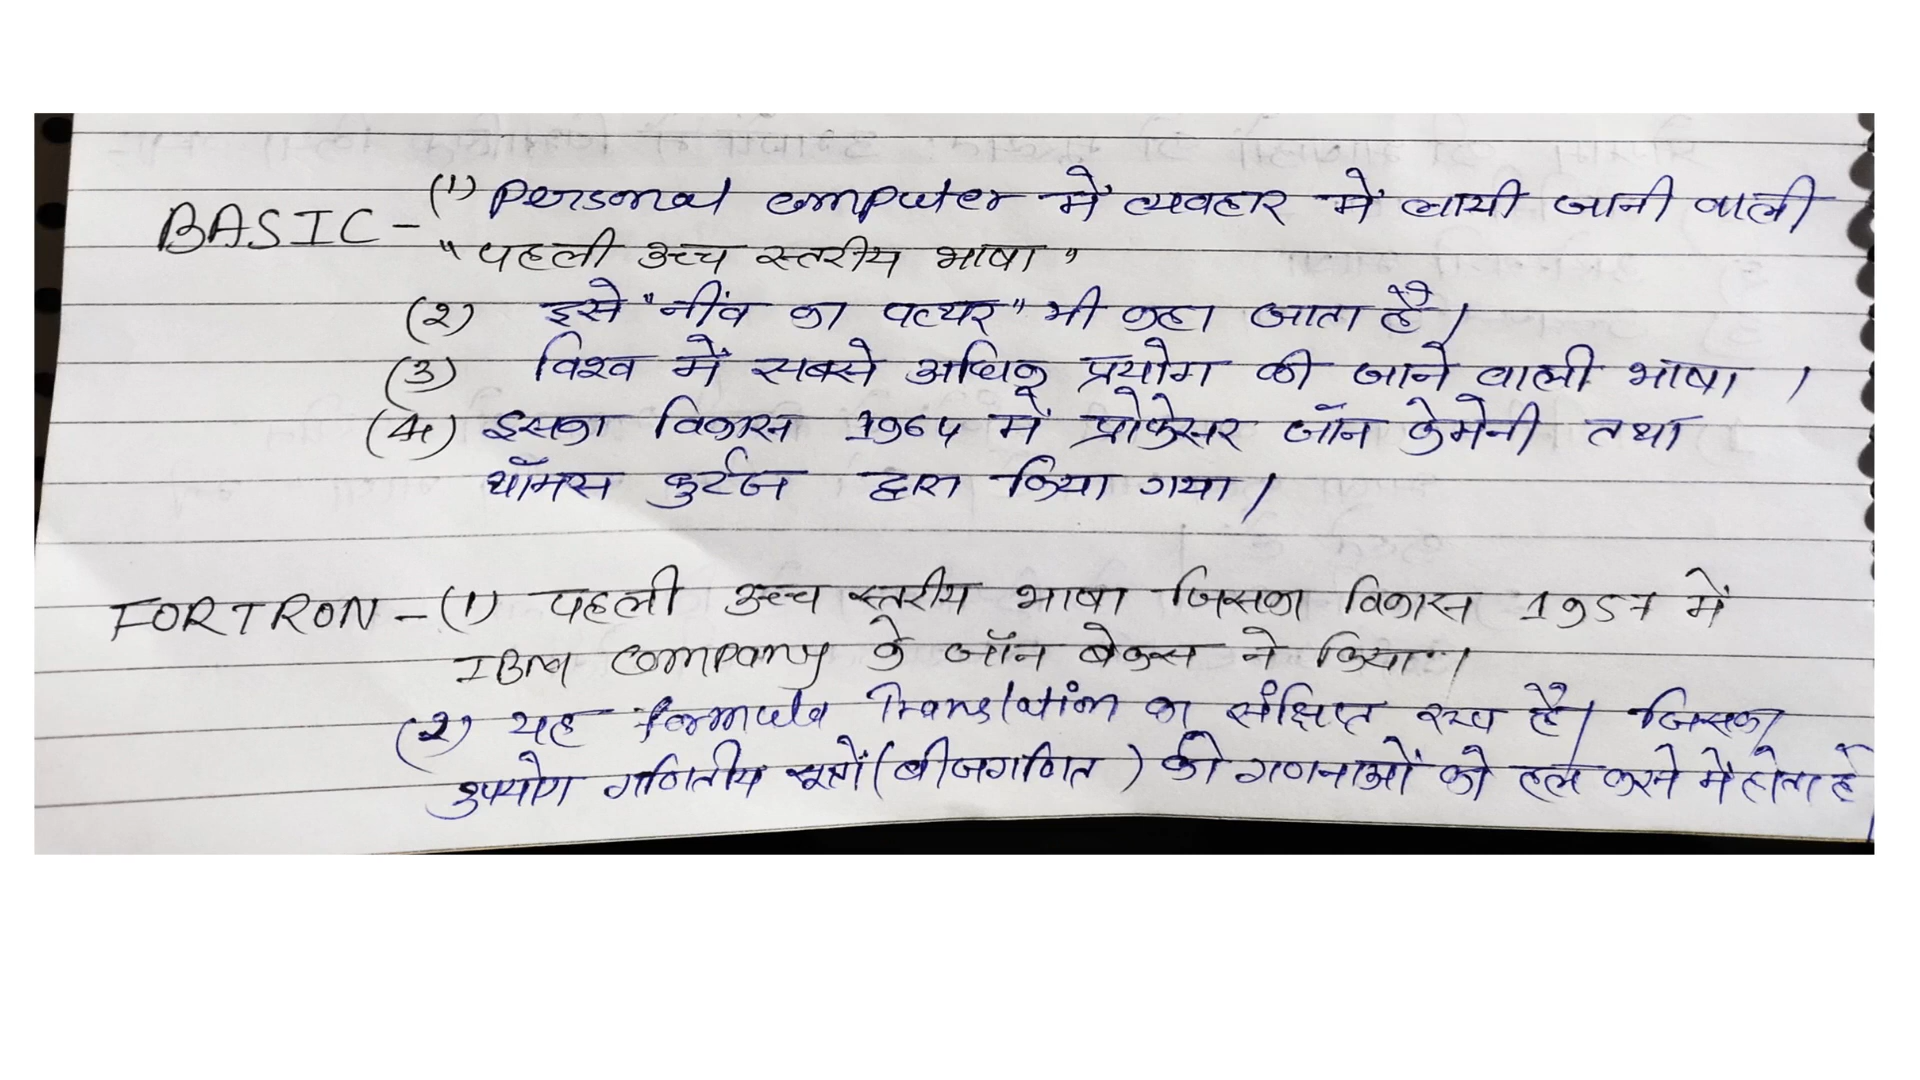 BASIC - (1) Personal computer में व्यवहार में लायी जानी वाली
"पहली उच्च स्तरीय भाषा"
(2) इसे "नींव का पत्थर" भी कहा जाता है।
(3) विश्व में सबसे अधिक प्रयोग की जाने वाली भाषा ।
(4) इसका विकास 1964 में प्रोफेसर जॉन केमेनी तथा
थॉमस कुर्टज द्वारा किया गया।
FORTRON - (1) पहली उच्च स्तरीय भाषा जिसका विकास 1957 में
IBM company के जॉन बेकस ने किया।
(2) यह formula Translation का संक्षिप्त रूप है। जिसका
उपयोग गणितीय सूत्रों (बीजगणित) की गणनाओं को हल करने में होता है